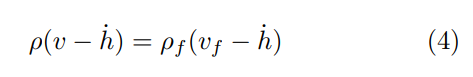 ρ(v − ḣ) = ρ_f(v_f − ḣ) (4)